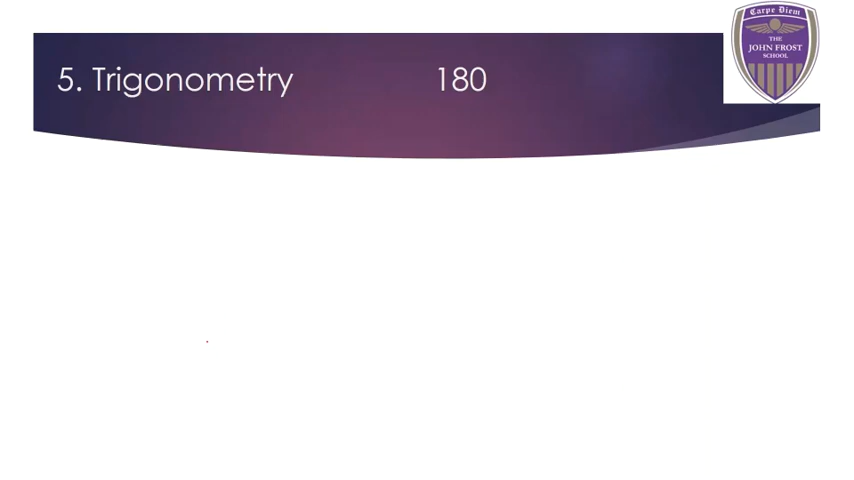 Carpe Diem
THE
JOHN FROST
SCHOOL
5. Trigonometry 180